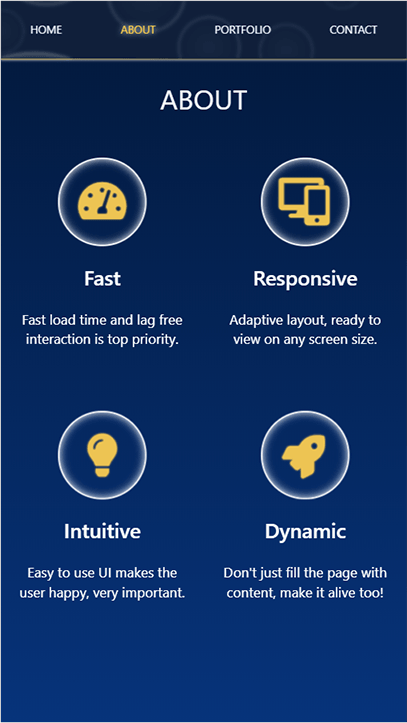 HOME ABOUT PORTFOLIO CONTACT
ABOUT
Fast
Fast load time and lag free
interaction is top priority.
Responsive
Adaptive layout, ready to
view on any screen size.
Intuitive
Easy to use UI makes the
user happy, very important.
Dynamic
Don't just fill the page with
content, make it alive too!